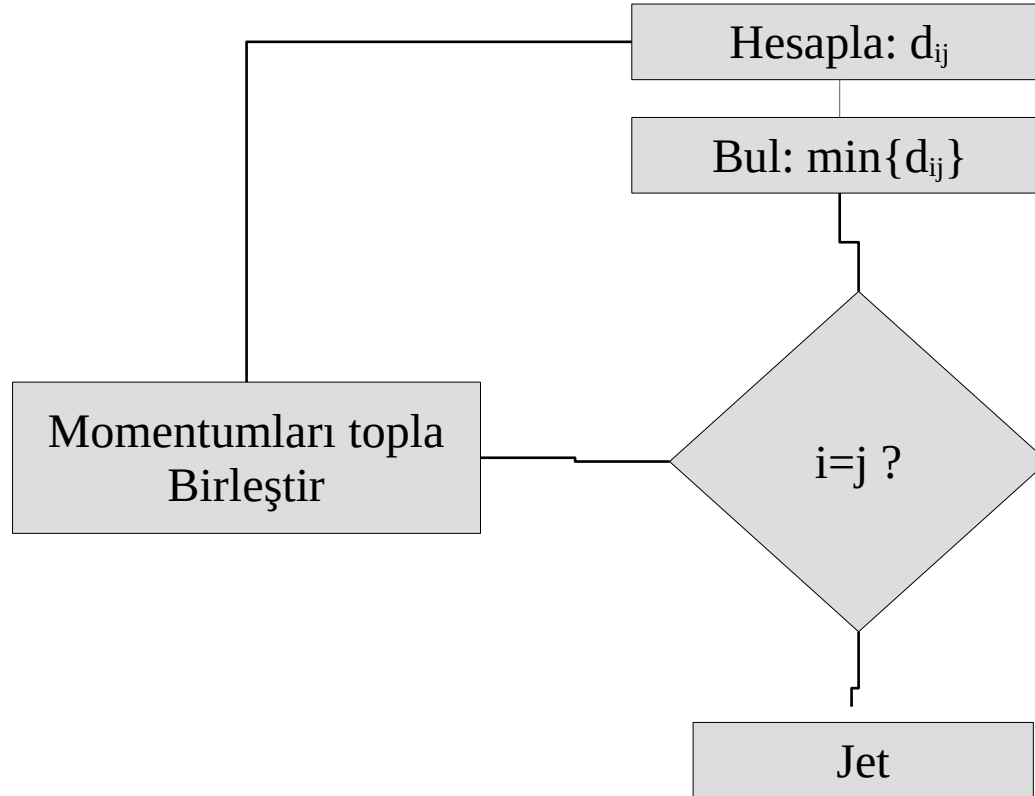 Hesapla: dᵢⱼ
Bul: min{dᵢⱼ}
Momentumları topla
Birleştir
i=j ?
Jet